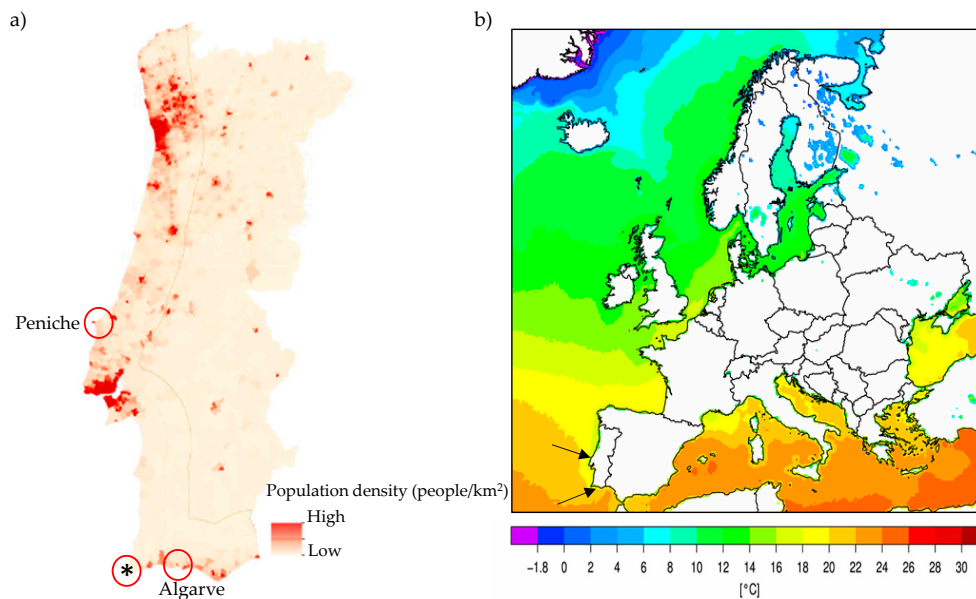 a)
Peniche
Population density (people/km²)
High
Low
*
Algarve
b)
−1.8 0 2 4 6 8 10 12 14 16 18 20 22 24 26 28 30
[°C]